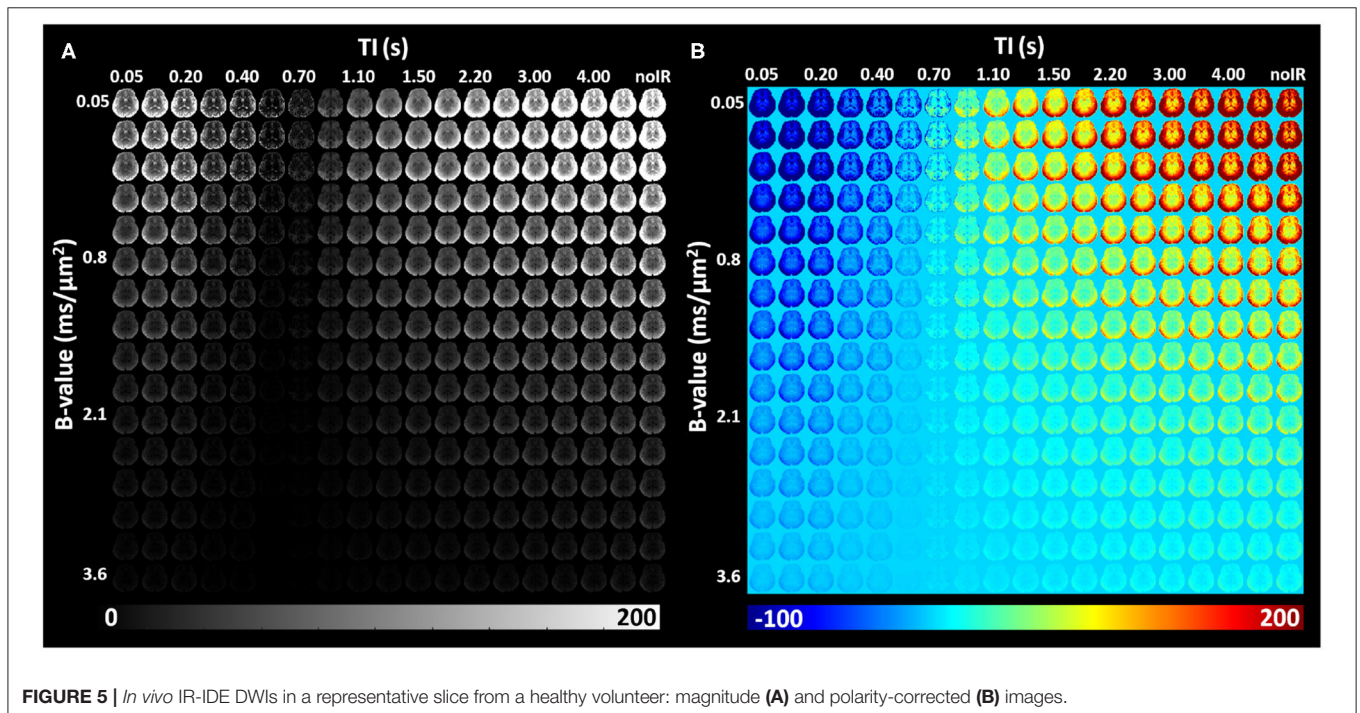 A
TI (s)
0.05 0.20 0.40 0.70 1.10 1.50 2.20 3.00 4.00 noIR
B-value (ms/µm²)
0.05
0.8
2.1
3.6
0 200
B
TI (s)
0.05 0.20 0.40 0.70 1.10 1.50 2.20 3.00 4.00 noIR
B-value (ms/µm²)
0.05
0.8
2.1
3.6
-100 200
FIGURE 5 | In vivo IR-IDE DWIs in a representative slice from a healthy volunteer: magnitude (A) and polarity-corrected (B) images.